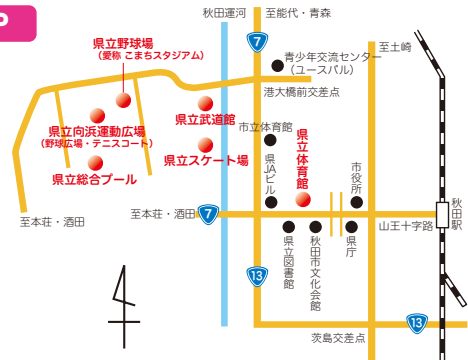 P
秋田運河
至能代・青森
7
至土崎
県立野球場
（愛称 こまちスタジアム）
青少年交流センター
（ユースパル）
港大橋前交差点
県立武道館
県立向浜運動広場
（野球広場・テニスコート）
市立体育館
県立スケート場
県立総合プール
県JAビル
県立体育館
市役所
秋田駅
至本荘・酒田
至本荘・酒田
7
山王十字路
県立図書館
秋田市文化会館
県庁
13
13
茨島交差点